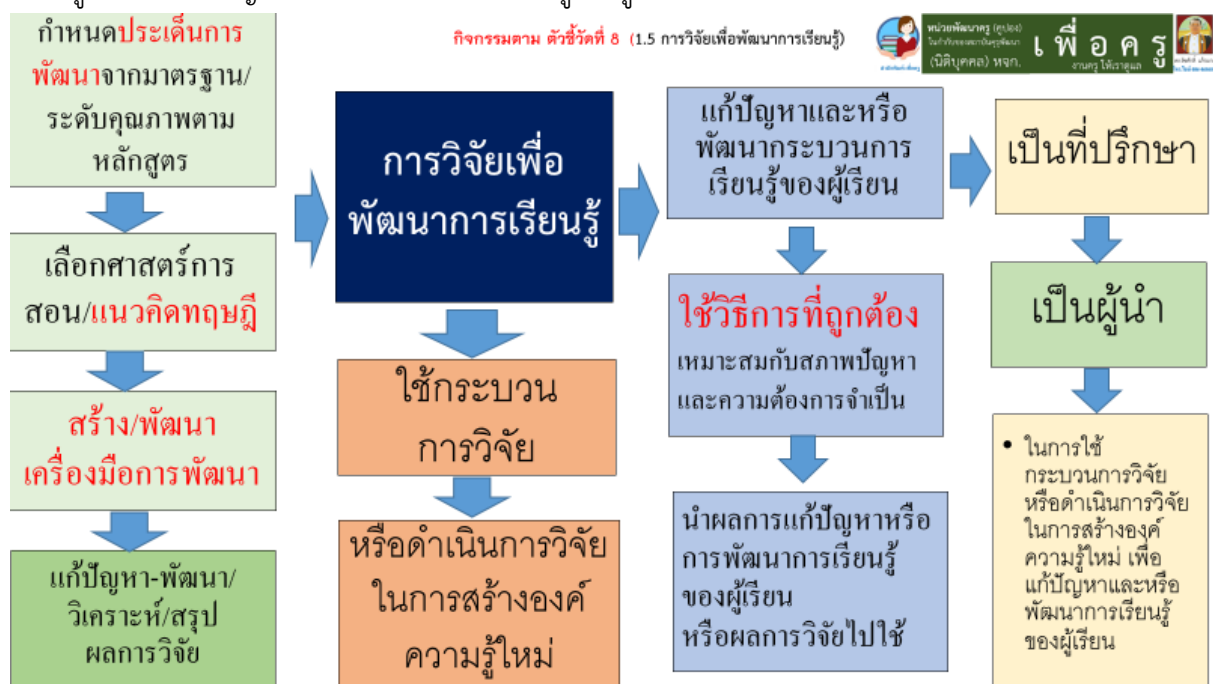 กิจกรรมตาม ตัวชี้วัดที่ 8 (1.5 การวิจัยเพื่อพัฒนาการเรียนรู้)
หน่วยพัฒนาครู (คูปอง)
(นิติบุคคล) หจก.
เ พื่ อ ค รู
งานครู ให้เราดูแล
กำหนดประเด็นการ
พัฒนาจากมาตรฐาน/
ระดับคุณภาพตาม
หลักสูตร
เลือกศาสตร์การ
สอน/แนวคิดทฤษฎี
สร้าง/พัฒนา
เครื่องมือการพัฒนา
แก้ปัญหา-พัฒนา/
วิเคราะห์/สรุป
ผลการวิจัย
การวิจัยเพื่อ
พัฒนาการเรียนรู้
ใช้กระบวน
การวิจัย
หรือดำเนินการวิจัย
ในการสร้างองค์
ความรู้ใหม่
แก้ปัญหาและหรือ
พัฒนากระบวนการ
เรียนรู้ของผู้เรียน
ใช้วิธีการที่ถูกต้อง
เหมาะสมกับสภาพปัญหา
และความต้องการจำเป็น
นำผลการแก้ปัญหาหรือ
การพัฒนาการเรียนรู้
ของผู้เรียน
หรือผลการวิจัยไปใช้
เป็นที่ปรึกษา
เป็นผู้นำ
• ในการใช้
กระบวนการวิจัย
หรือดำเนินการวิจัย
ในการสร้างองค์
ความรู้ใหม่ เพื่อ
แก้ปัญหาและหรือ
พัฒนาการเรียนรู้
ของผู้เรียน